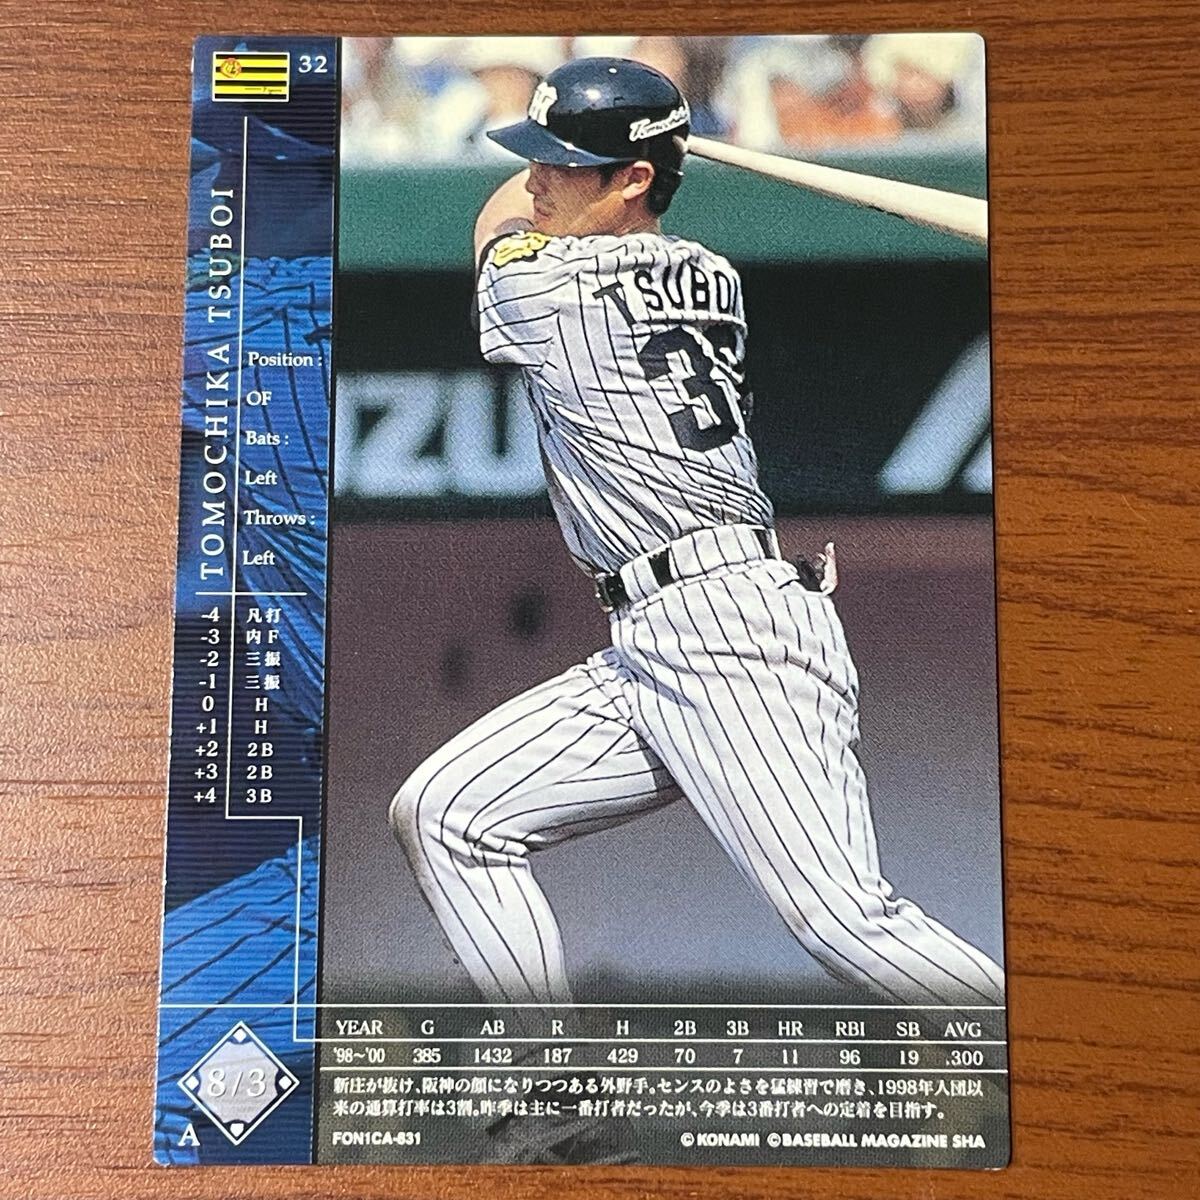 32
TOMOCHIKA TSUBOI
Position :
OF
Bats :
Left
Throws :
Left
-4 凡打
-3 内F
-2 三振
-1 三振
0 H
+1 H
+2 2B
+3 2B
+4 3B
8/3
A
TSUBOI
3
YEAR G AB R H 2B 3B HR RBI SB AVG
'98～'00 385 1432 187 429 70 7 11 96 19 .300
新庄が抜け、阪神の顔になりつつある外野手。センスのよさを猛練習で磨き、1998年入団以
来の通算打率は3割。昨季は主に一番打者だったが、今季は3番打者への定着を目指す。
FON1CA-631
© KONAMI ©BASEBALL MAGAZINE SHA